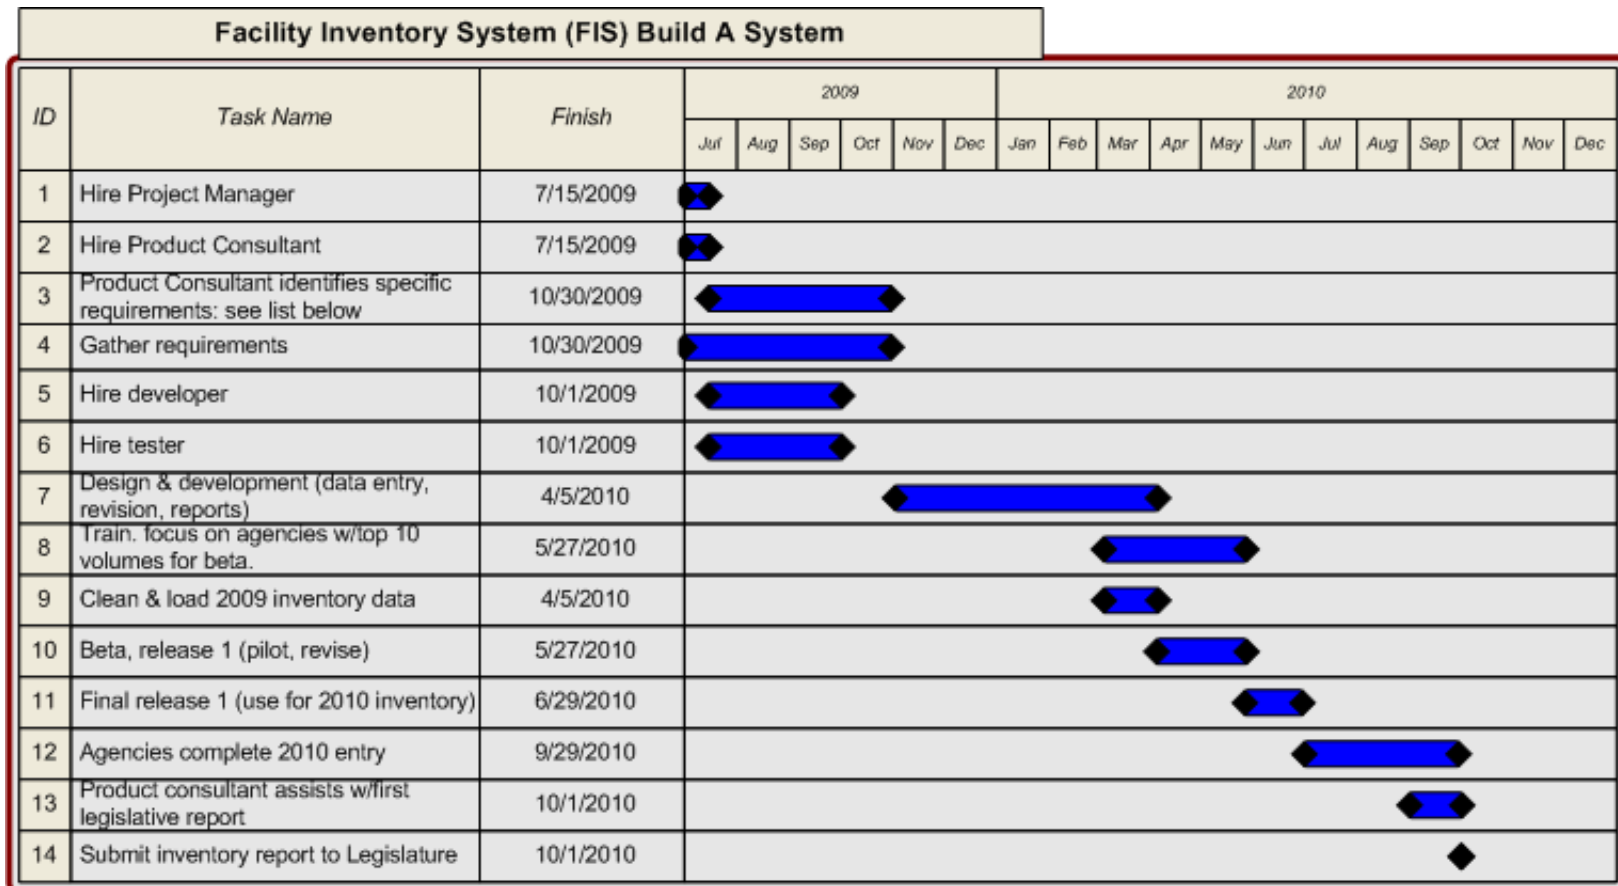 Facility Inventory System (FIS) Build A System
ID Task Name Finish 2009 2010
Jul Aug Sep Oct Nov Dec Jan Feb Mar Apr May Jun Jul Aug Sep Oct Nov Dec
1 Hire Project Manager 7/15/2009
2 Hire Product Consultant 7/15/2009
3 Product Consultant identifies specific
requirements: see list below 10/30/2009
4 Gather requirements 10/30/2009
5 Hire developer 10/1/2009
6 Hire tester 10/1/2009
7 Design & development (data entry,
revision, reports) 4/5/2010
8 Train. focus on agencies w/top 10
volumes for beta. 5/27/2010
9 Clean & load 2009 inventory data 4/5/2010
10 Beta, release 1 (pilot, revise) 5/27/2010
11 Final release 1 (use for 2010 inventory) 6/29/2010
12 Agencies complete 2010 entry 9/29/2010
13 Product consultant assists w/first
legislative report 10/1/2010
14 Submit inventory report to Legislature 10/1/2010